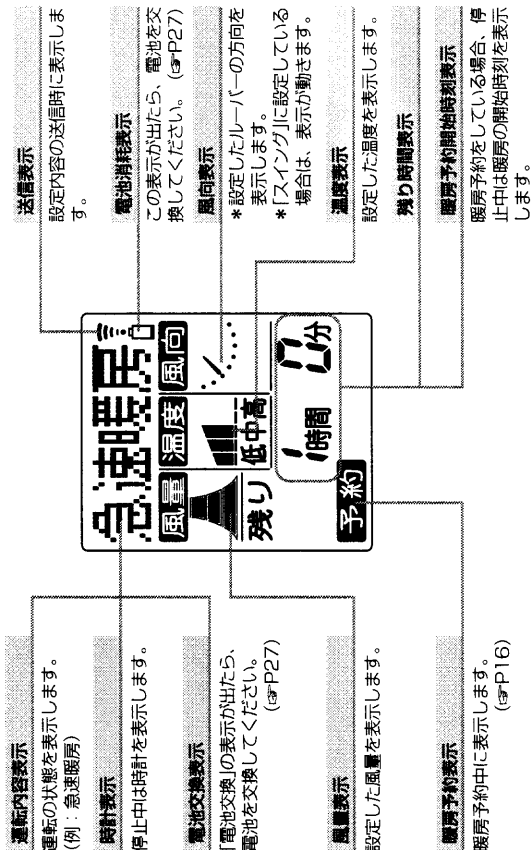 運転内容表示
運転の状態を表示します。
(例：急速暖房)
時計表示
停止中は時計を表示します。
電池交換表示
「電池交換」の表示が出たら、
電池を交換してください。
(☞P27)
風量表示
設定した風量を表示します。
暖房予約表示
暖房予約中に表示します。
(☞P16)
急速暖房
風量 温度 風向
低中高
残り
1時間 0分
予約
送信表示
設定内容の送信時に表示しま
す。
電池消耗表示
この表示が出たら、電池を交
換してください。(☞P27)
風向表示
*設定したルーバーの方向を
表示します。
*「スイング」に設定している
場合は、表示が動きます。
温度表示
設定した温度を表示します。
残り時間表示
暖房予約開始時刻表示
暖房予約をしている場合、停
止中は暖房の開始時刻を表示
します。